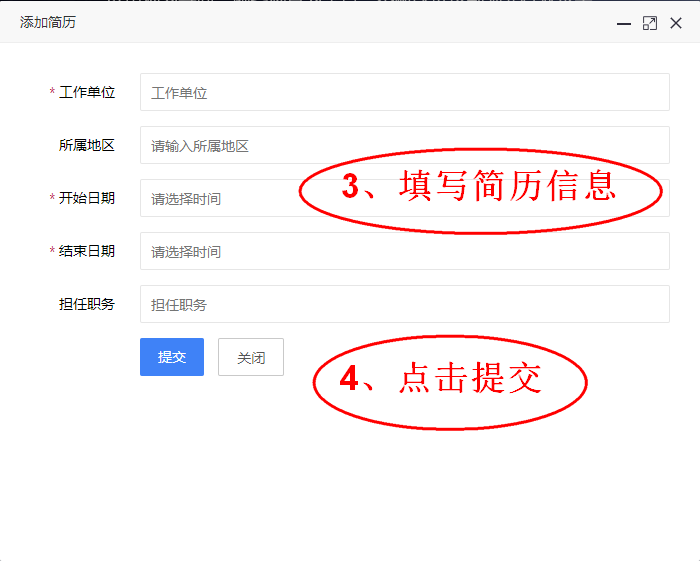 添加简历
* 工作单位 工作单位
所属地区 请输入所属地区
3、填写简历信息
* 开始日期 请选择时间
* 结束日期 请选择时间
担任职务 担任职务
提交 关闭
4、点击提交